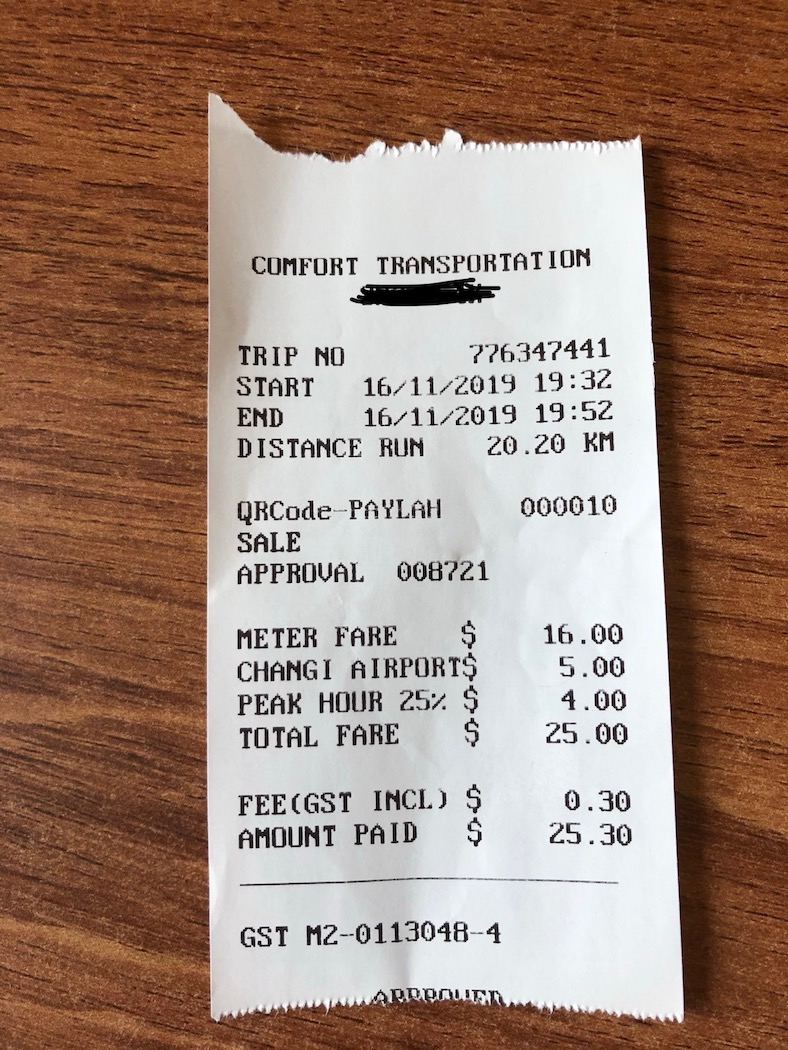 COMFORT TRANSPORTATION
TRIP NO 776347441
START 16/11/2019 19:32
END 16/11/2019 19:52
DISTANCE RUN 20.20 KM
QRCode-PAYLAH 000010
SALE
APPROVAL 008721
METER FARE $ 16.00
CHANGI AIRPORT$ 5.00
PEAK HOUR 25% $ 4.00
TOTAL FARE $ 25.00
FEE(GST INCL) $ 0.30
AMOUNT PAID $ 25.30
GST M2-0113048-4
APPROVED